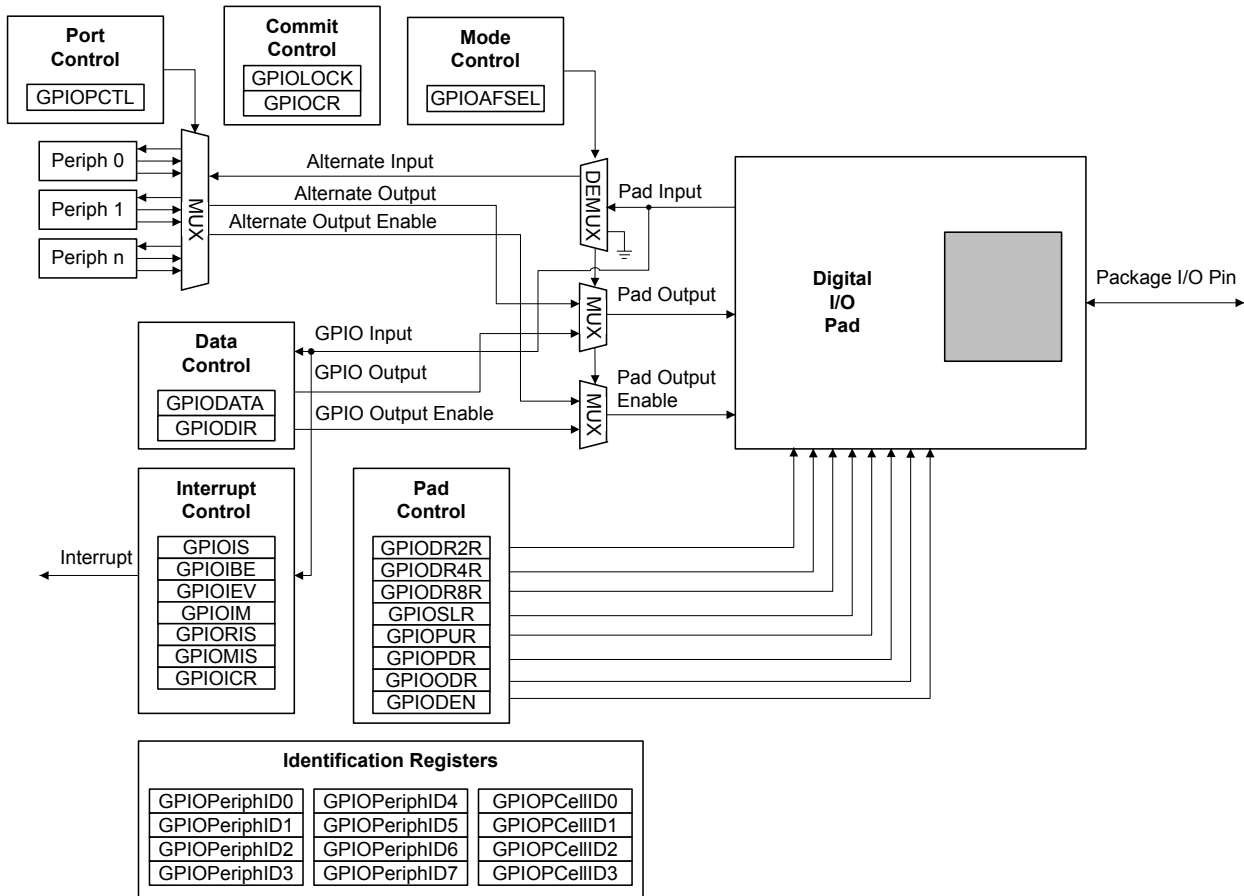 Port
Control
GPIOPCTL
Commit
Control
GPIOLOCK
GPIOCR
Mode
Control
GPIOAFSEL
Periph 0
Periph 1
Periph n
MUX
Alternate Input
Alternate Output
Alternate Output Enable
DEMUX
Pad Input
MUX
Pad Output
MUX
Pad Output
Enable
Digital
I/O
Pad
Package I/O Pin
Data
Control
GPIODATA
GPIODIR
GPIO Input
GPIO Output
GPIO Output Enable
Interrupt
Interrupt
Control
GPIOIS
GPIOIBE
GPIOIEV
GPIOIM
GPIORIS
GPIOMIS
GPIOICR
Pad
Control
GPIODR2R
GPIODR4R
GPIODR8R
GPIOSLR
GPIOPUR
GPIOPDR
GPIOODR
GPIODEN
Identification Registers
GPIOPeriphID0
GPIOPeriphID1
GPIOPeriphID2
GPIOPeriphID3
GPIOPeriphID4
GPIOPeriphID5
GPIOPeriphID6
GPIOPeriphID7
GPIOPCellID0
GPIOPCellID1
GPIOPCellID2
GPIOPCellID3